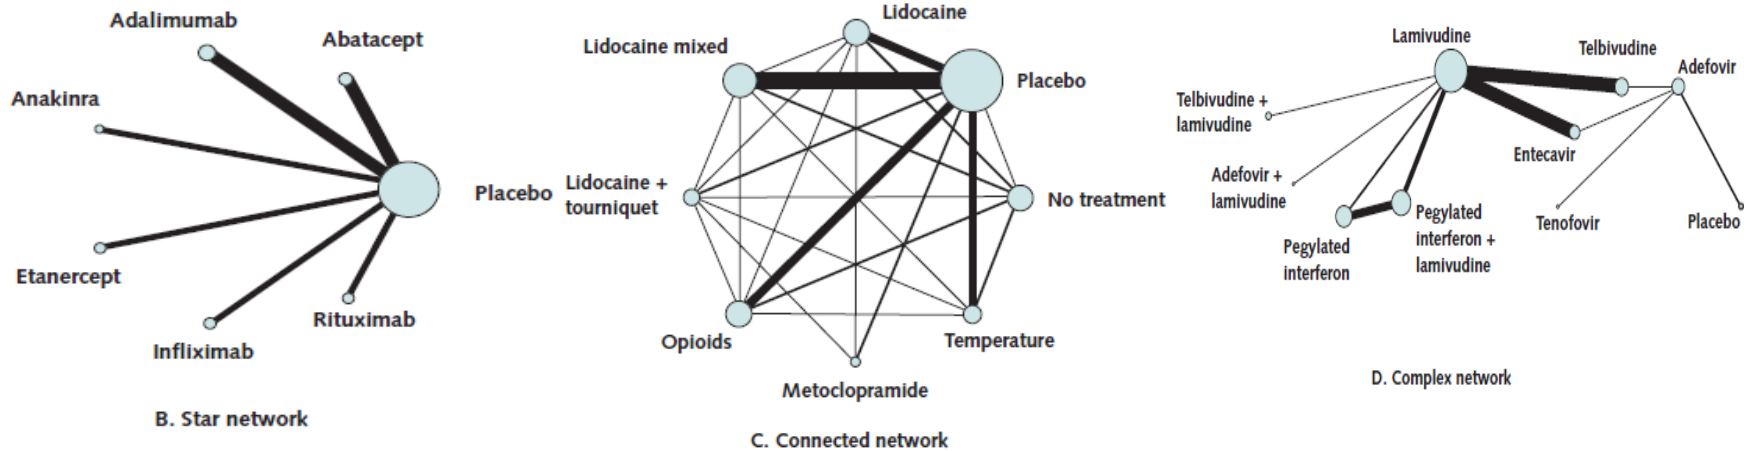 Adalimumab
Abatacept
Anakinra
Placebo
Etanercept
Rituximab
Infliximab
B. Star network
Lidocaine
Lidocaine mixed
Placebo
Lidocaine +
tourniquet
No treatment
Opioids
Temperature
Metoclopramide
C. Connected network
Lamivudine
Telbivudine
Adefovir
Telbivudine +
lamivudine
Entecavir
Adefovir +
lamivudine
Tenofovir
Placebo
Pegylated
interferon
Pegylated
interferon +
lamivudine
D. Complex network